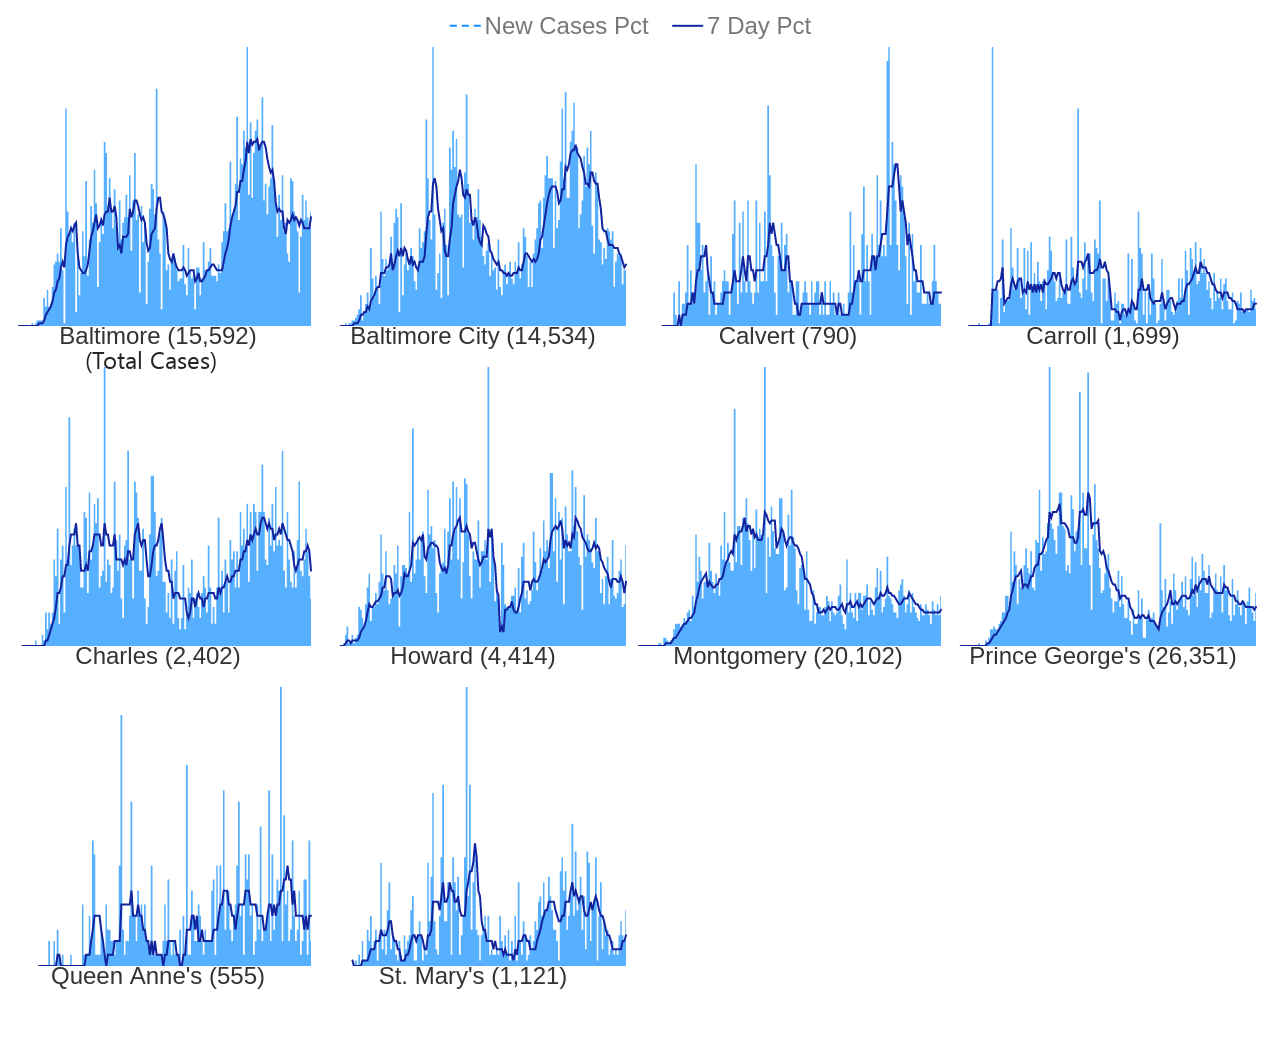 New Cases Pct 7 Day Pct
Baltimore (15,592) Baltimore City (14,534) Calvert (790) Carroll (1,699)
(Total Cases)
Charles (2,402) Howard (4,414) Montgomery (20,102) Prince George's (26,351)
Queen Anne's (555) St. Mary's (1,121)